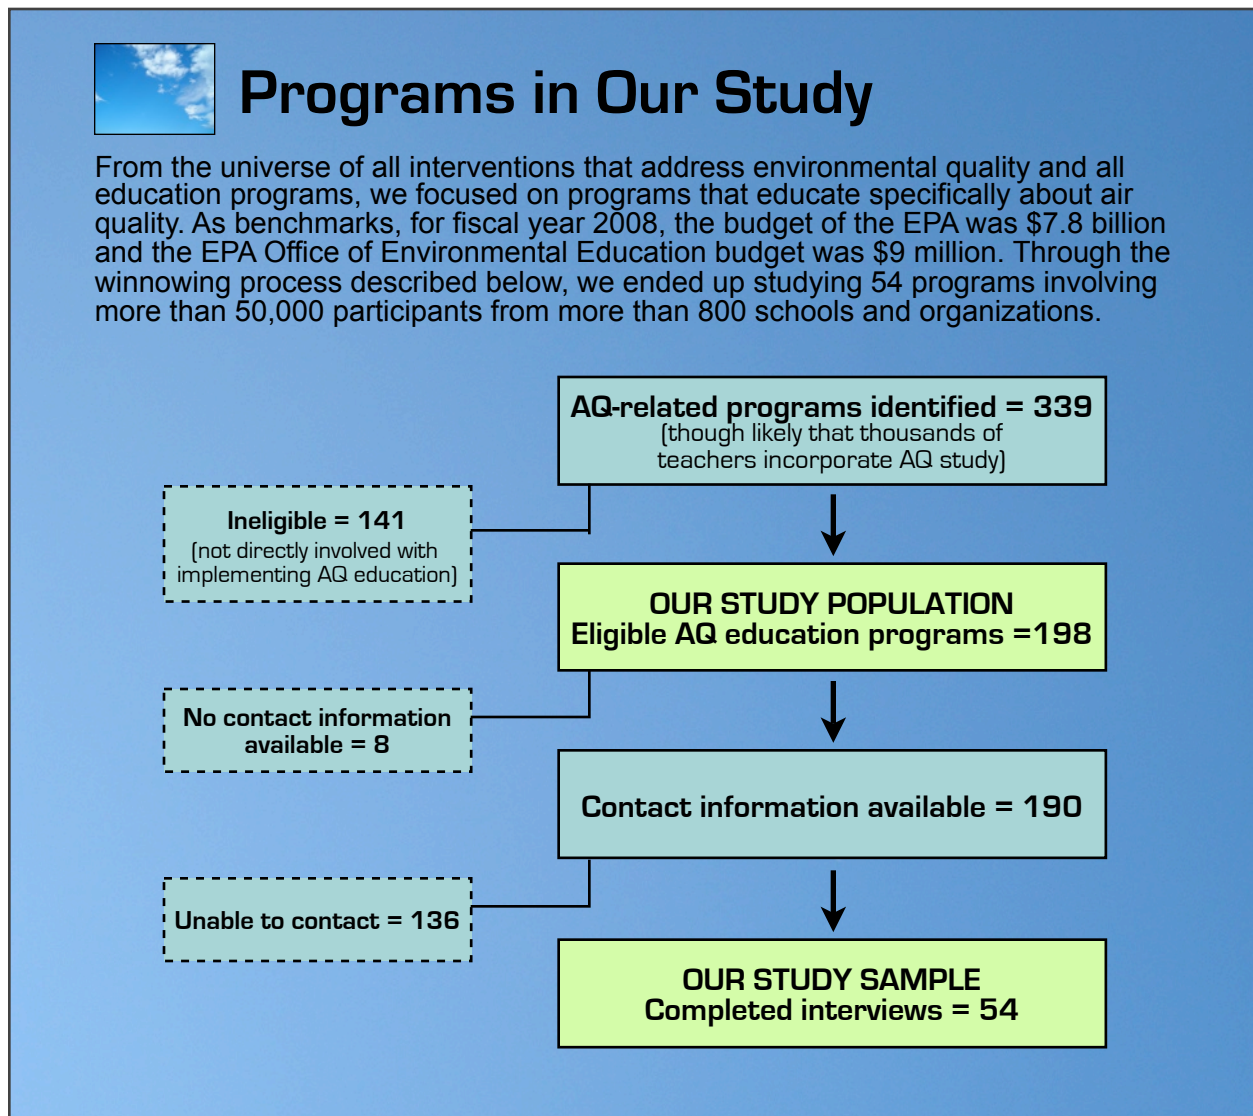 Programs in Our Study
From the universe of all interventions that address environmental quality and all
education programs, we focused on programs that educate specifically about air
quality. As benchmarks, for fiscal year 2008, the budget of the EPA was $7.8 billion
and the EPA Office of Environmental Education budget was $9 million. Through the
winnowing process described below, we ended up studying 54 programs involving
more than 50,000 participants from more than 800 schools and organizations.
AQ-related programs identified = 339
(though likely that thousands of
teachers incorporate AQ study)
Ineligible = 141
(not directly involved with
implementing AQ education)
OUR STUDY POPULATION
Eligible AQ education programs =198
No contact information
available = 8
Contact information available = 190
Unable to contact = 136
OUR STUDY SAMPLE
Completed interviews = 54